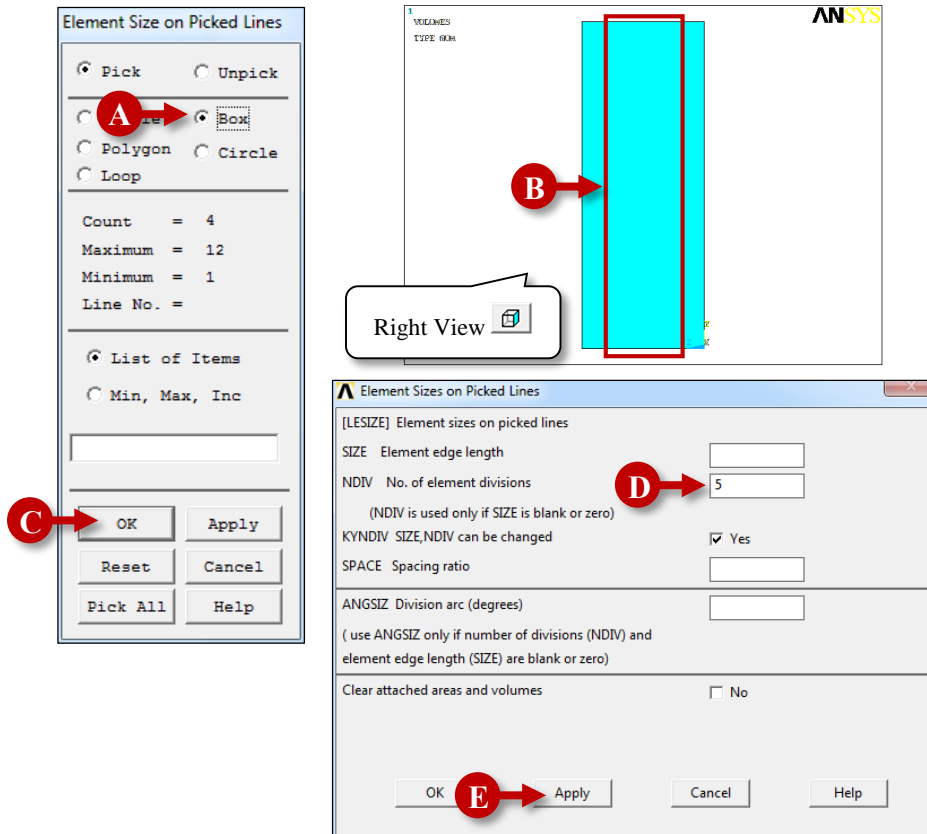 Element Size on Picked Lines
Pick Unpick
A Box
Polygon Circle
Loop
Count = 4
Maximum = 12
Minimum = 1
Line No. =
List of Items
Min, Max, Inc
C OK Apply
Reset Cancel
Pick All Help
1
VOLUMES
TYPE NUM
ANSYS
B
Z
Right View
Element Sizes on Picked Lines
[LESIZE] Element sizes on picked lines
SIZE Element edge length
NDIV No. of element divisions D 5
(NDIV is used only if SIZE is blank or zero)
KYNDIV SIZE,NDIV can be changed Yes
SPACE Spacing ratio
ANGSIZ Division arc (degrees)
( use ANGSIZ only if number of divisions (NDIV) and
element edge length (SIZE) are blank or zero)
Clear attached areas and volumes No
OK E Apply Cancel Help